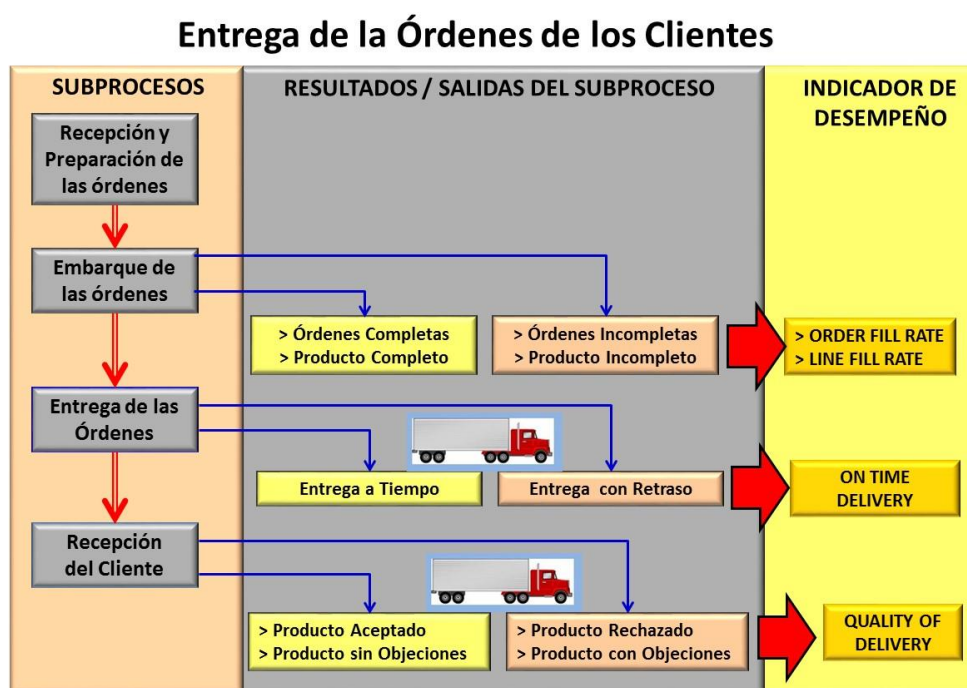 Entrega de la Órdenes de los Clientes
SUBPROCESOS
RESULTADOS / SALIDAS DEL SUBPROCESO
INDICADOR DE
DESEMPEÑO
Recepción y
Preparación de
las órdenes
Embarque de
las órdenes
> Órdenes Completas
> Producto Completo
> Órdenes Incompletas
> Producto Incompleto
> ORDER FILL RATE
> LINE FILL RATE
Entrega de las
Órdenes
Entrega a Tiempo
Entrega con Retraso
ON TIME
DELIVERY
Recepción
del Cliente
> Producto Aceptado
> Producto sin Objeciones
> Producto Rechazado
> Producto con Objeciones
QUALITY OF
DELIVERY